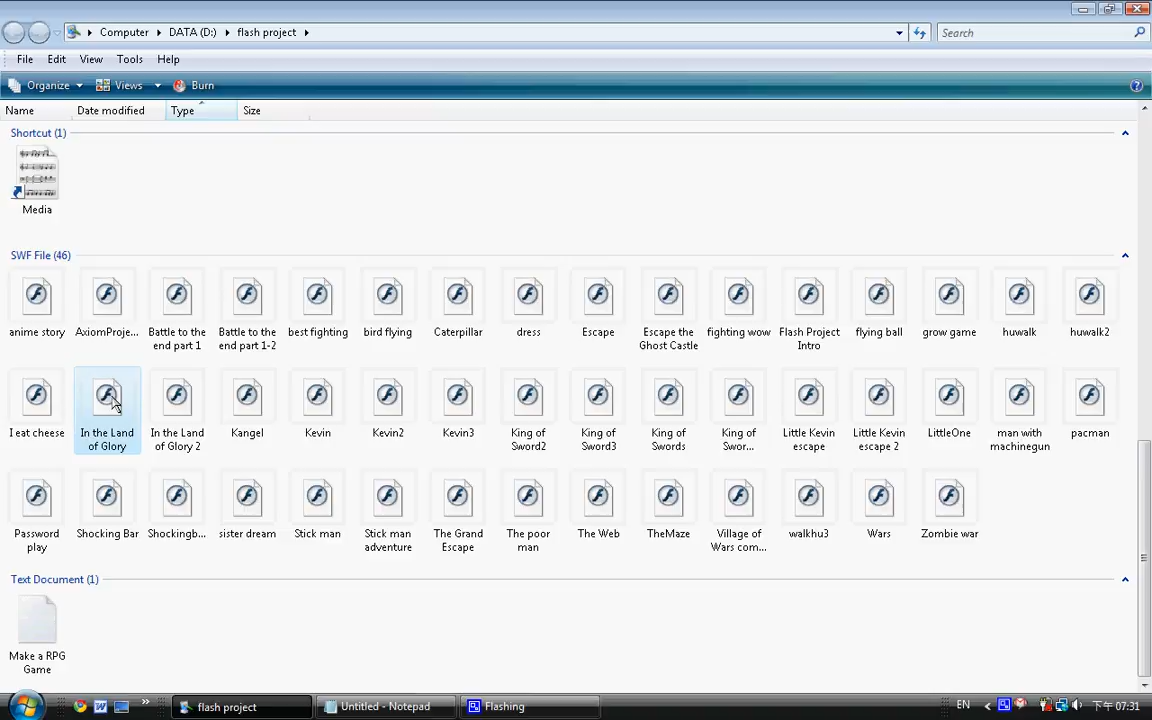 Computer DATA (D:) flash project
Search
File Edit View Tools Help
Organize Views Burn
Name Date modified Type Size
Shortcut (1)
Media
SWF File (46)
anime story AxiomProje... Battle to the end part 1 Battle to the end part 1-2 best fighting bird flying Caterpillar dress Escape Escape the Ghost Castle fighting wow Flash Project Intro flying ball grow game huwalk huwalk2
I eat cheese In the Land of Glory In the Land of Glory 2 Kangel Kevin Kevin2 Kevin3 King of Sword2 King of Sword3 King of Swords King of Swor... Little Kevin escape Little Kevin escape 2 LittleOne man with machinegun pacman
Password play Shocking Bar Shockingb... sister dream Stick man Stick man adventure The Grand Escape The poor man The Web TheMaze Village of Wars com... walkhu3 Wars Zombie war
Text Document (1)
Make a RPG Game
flash project Untitled - Notepad Flashing EN 下午 07:31